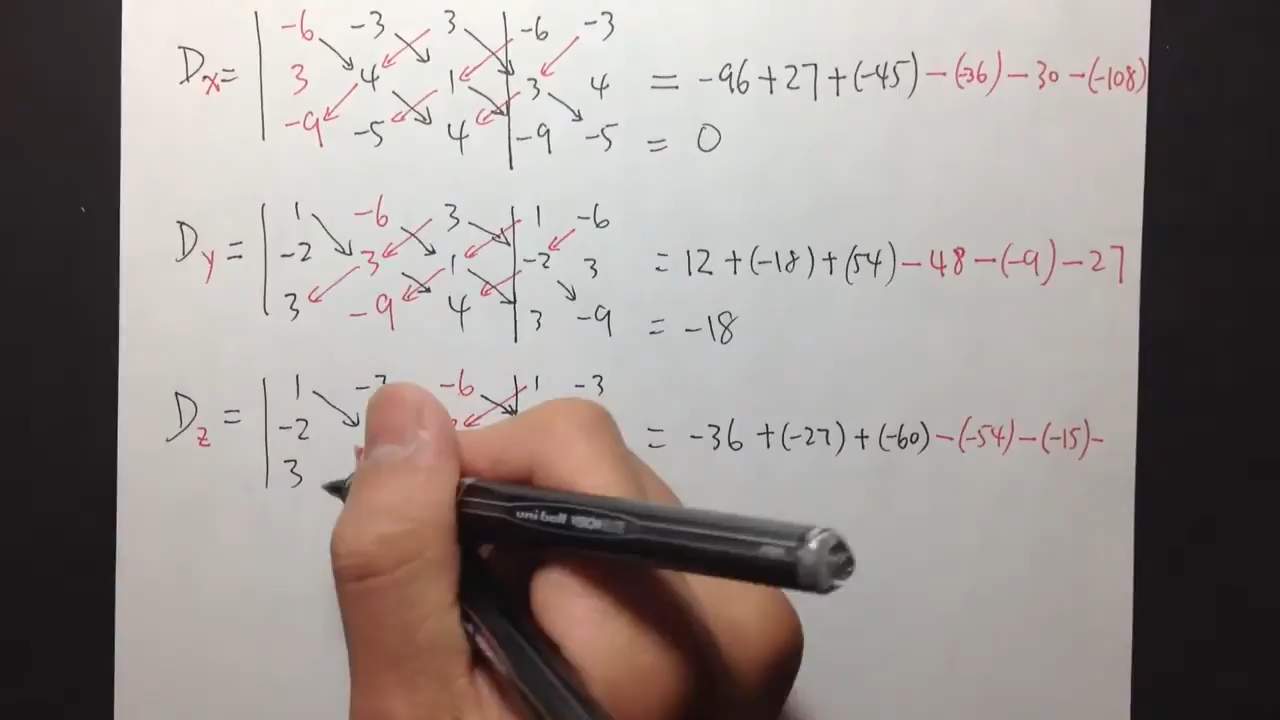 -6 -3 3 -6 -3
Dx= 3 4 1 3 4 = -96+27+(-45)-(-36)-30-(-108)
-9 -5 4 -9 -5 = 0
1 -6 3 1 -6
Dy= -2 3 1 -2 3 = 12+(-18)+(54)-48-(-9)-27
3 -9 4 3 -9 = -18
1 -3 -6 1 -3
Dz= -2 = -36+(-27)+(-60)-(-54)-(-15)-
3
uni-ball